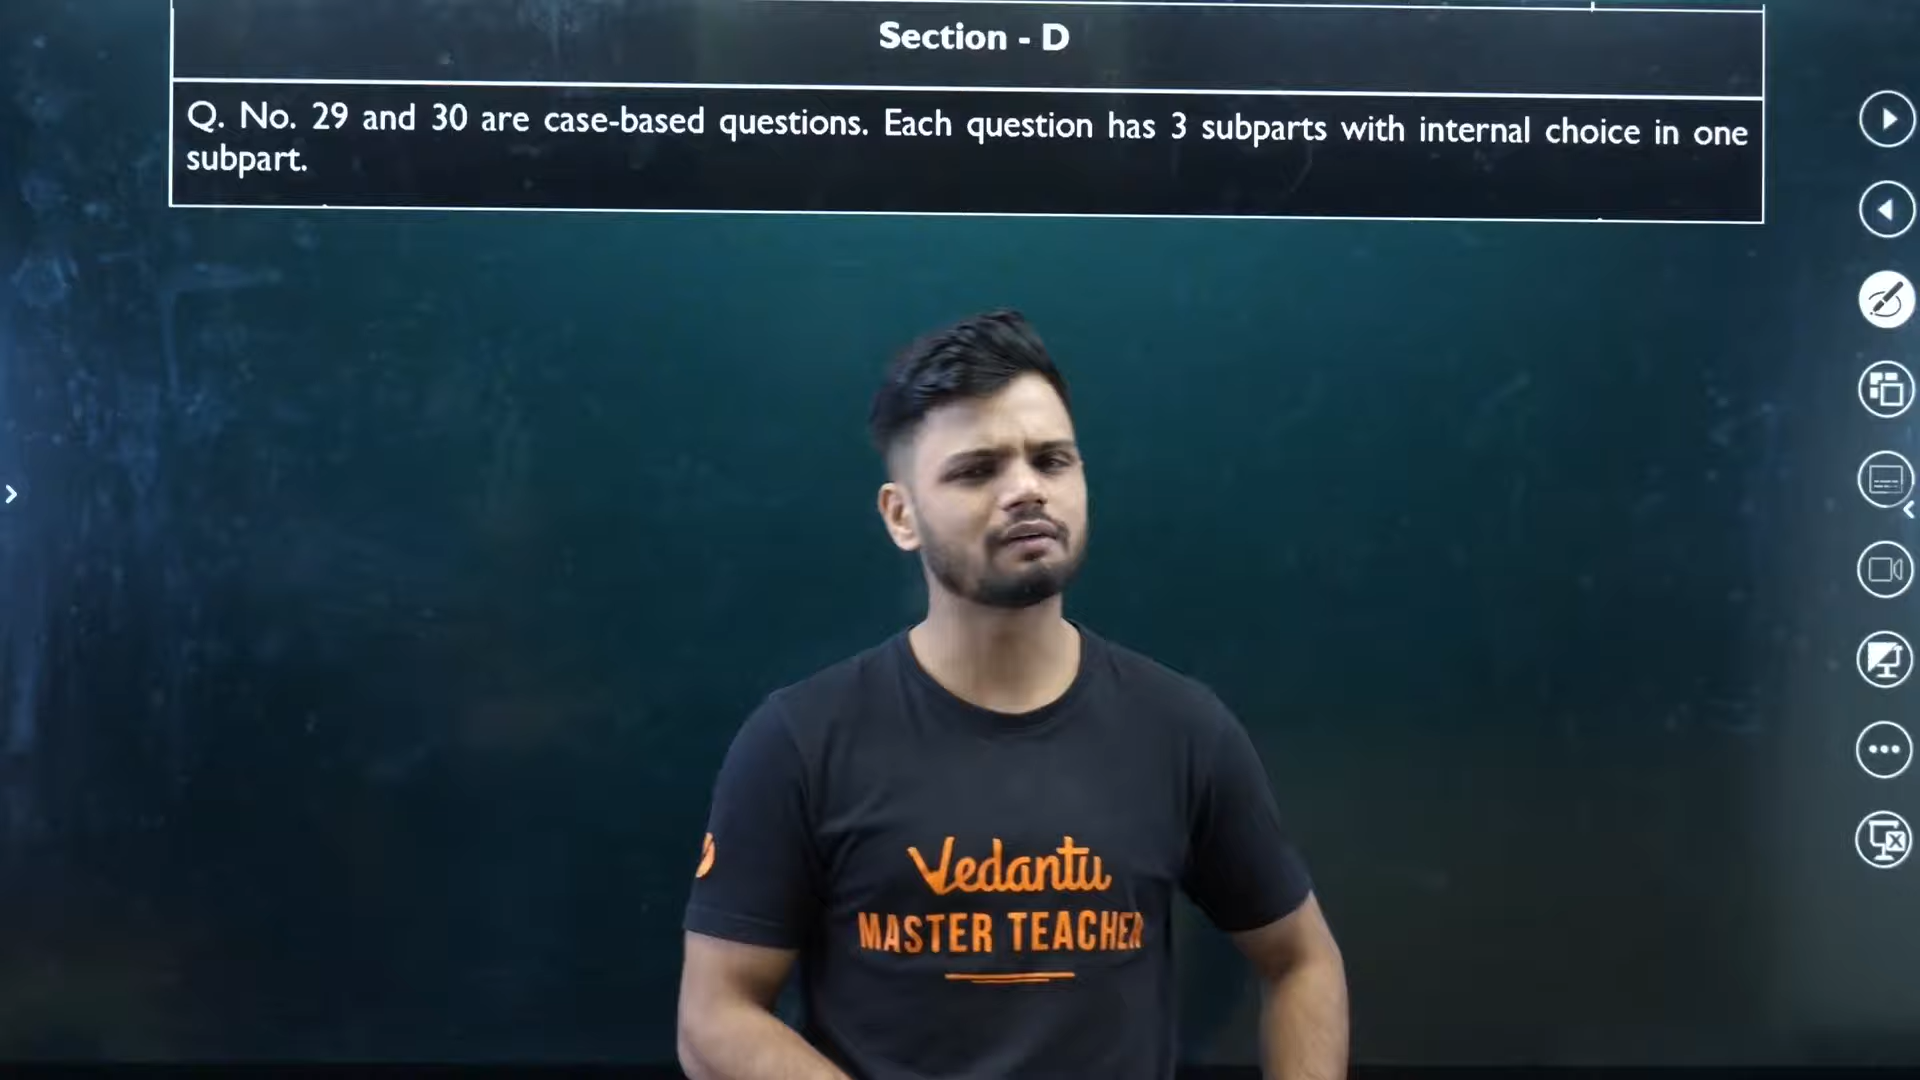 Section - D
Q. No. 29 and 30 are case-based questions. Each question has 3 subparts with internal choice in one
subpart.
Vedantu
MASTER TEACHER